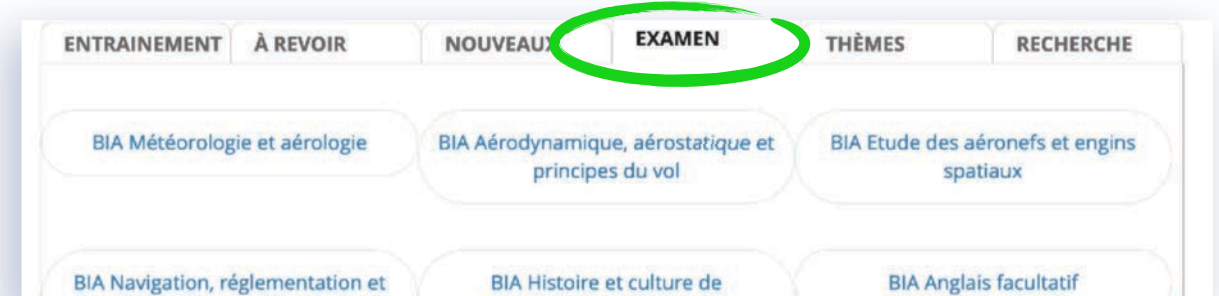 ENTRAINEMENT À REVOIR NOUVEAUX EXAMEN THÈMES RECHERCHE
BIA Météorologie et aérologie
BIA Aérodynamique, aérostatique et
principes du vol
BIA Etude des aéronefs et engins
spatiaux
BIA Navigation, réglementation et
BIA Histoire et culture de
BIA Anglais facultatif